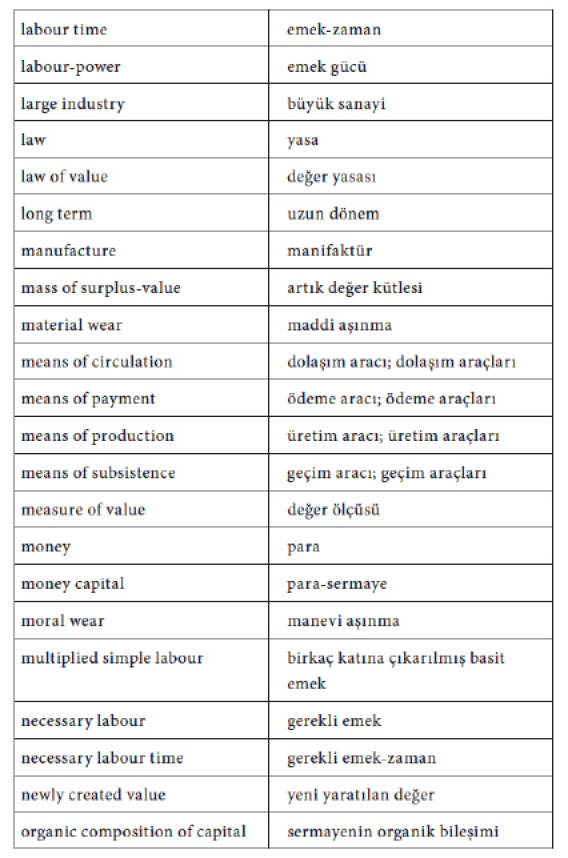 labour time emek-zaman
labour-power emek gücü
large industry büyük sanayi
law yasa
law of value değer yasası
long term uzun dönem
manufacture manifaktür
mass of surplus-value artık değer kütlesi
material wear maddi aşınma
means of circulation dolaşım aracı; dolaşım araçları
means of payment ödeme aracı; ödeme araçları
means of production üretim aracı; üretim araçları
means of subsistence geçim aracı; geçim araçları
measure of value değer ölçüsü
money para
money capital para-sermaye
moral wear manevi aşınma
multiplied simple labour birkaç katına çıkarılmış basit
emek
necessary labour gerekli emek
necessary labour time gerekli emek-zaman
newly created value yeni yaratılan değer
organic composition of capital sermayenin organik bileşimi